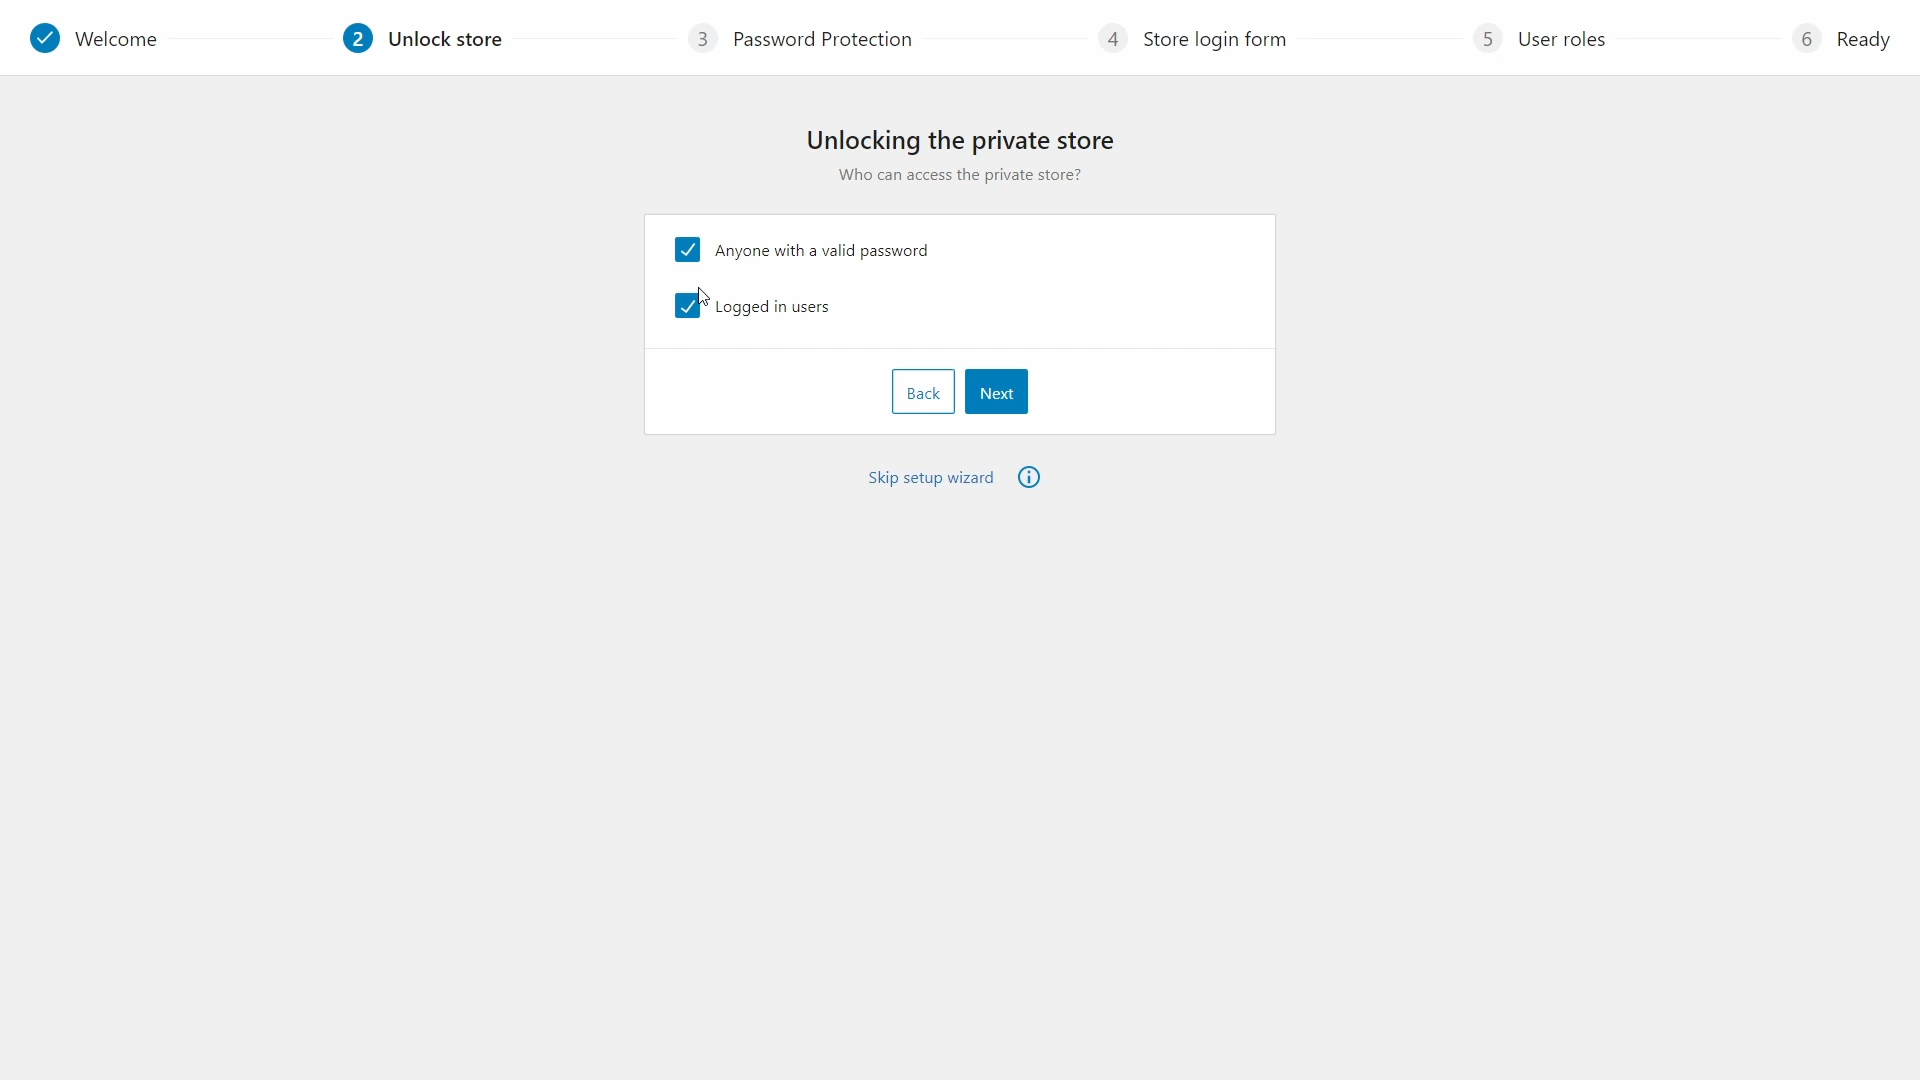 Welcome
2 Unlock store
3 Password Protection
4 Store login form
5 User roles
6 Ready
Unlocking the private store
Who can access the private store?
Anyone with a valid password
Logged in users
Back
Next
Skip setup wizard